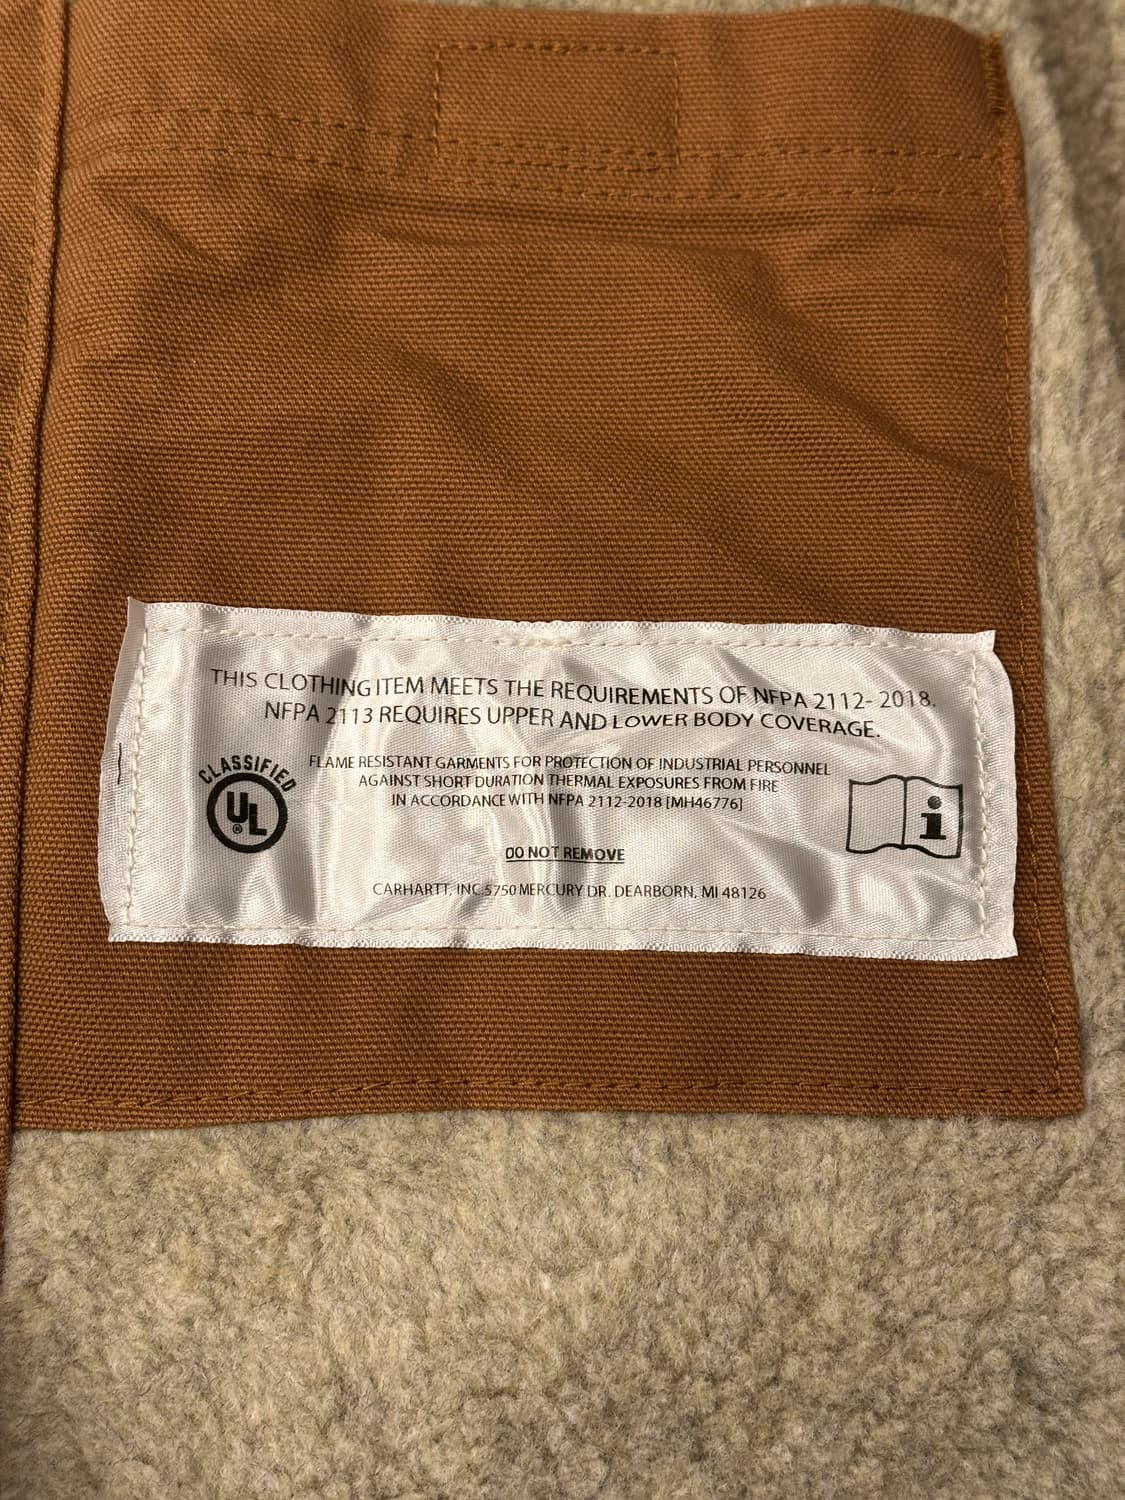 THIS CLOTHING ITEM MEETS THE REQUIREMENTS OF NFPA 2112- 2018.
NFPA 2113 REQUIRES UPPER AND LOWER BODY COVERAGE.
CLASSIFIED
UL
®
FLAME RESISTANT GARMENTS FOR PROTECTION OF INDUSTRIAL PERSONNEL
AGAINST SHORT DURATION THERMAL EXPOSURES FROM FIRE
IN ACCORDANCE WITH NFPA 2112-2018 [MH46776]
i
DO NOT REMOVE
CARHARTT, INC 5750 MERCURY DR. DEARBORN, MI 48126